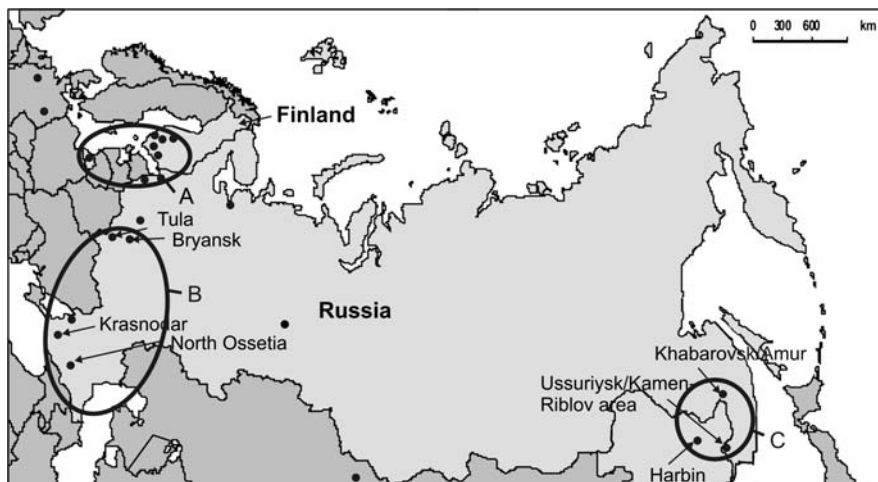 0 300 600 km
Finland
A
Tula
Bryansk
B
Russia
Krasnodar
North Ossetia
Khabarovsk/Amur
Ussuriysk/Kamen-
Riblov area
C
Harbin